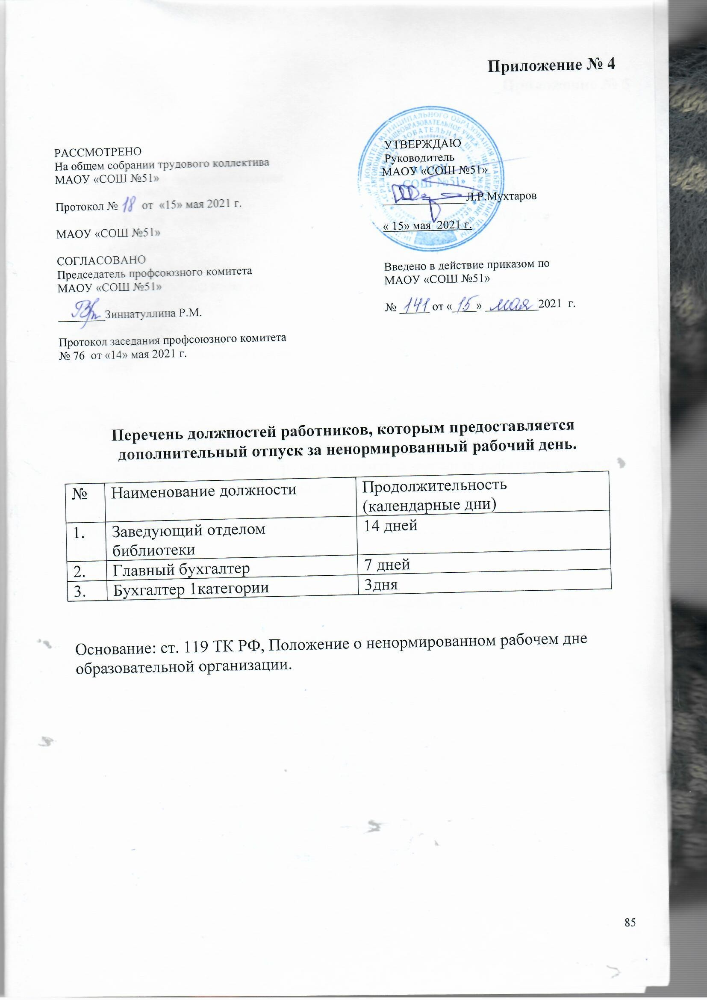 Приложение № 4
РАССМОТРЕНО
На общем собрании трудового коллектива
МАОУ «СОШ №51»
Протокол № 18 от «15» мая 2021 г.
МАОУ «СОШ №51»
СОГЛАСОВАНО
Председатель профсоюзного комитета
МАОУ «СОШ №51»
Зиннатуллина Р.М.
Протокол заседания профсоюзного комитета
№ 76 от «14» мая 2021 г.
УТВЕРЖДАЮ
Руководитель
МАОУ «СОШ №51»
Л.Р.Мухтаров
« 15» мая 2021 г.
Введено в действие приказом по
МАОУ «СОШ №51»
№ 141 от «15» мая 2021 г.
МАОУ
СОШ №51»
Перечень должностей работников, которым предоставляется
дополнительный отпуск за ненормированный рабочий день.
№ Наименование должности Продолжительность
(календарные дни)
1. Заведующий отделом 14 дней
библиотеки
2. Главный бухгалтер 7 дней
3. Бухгалтер 1категории 3дня
Основание: ст. 119 ТК РФ, Положение о ненормированном рабочем дне
образовательной организации.
85